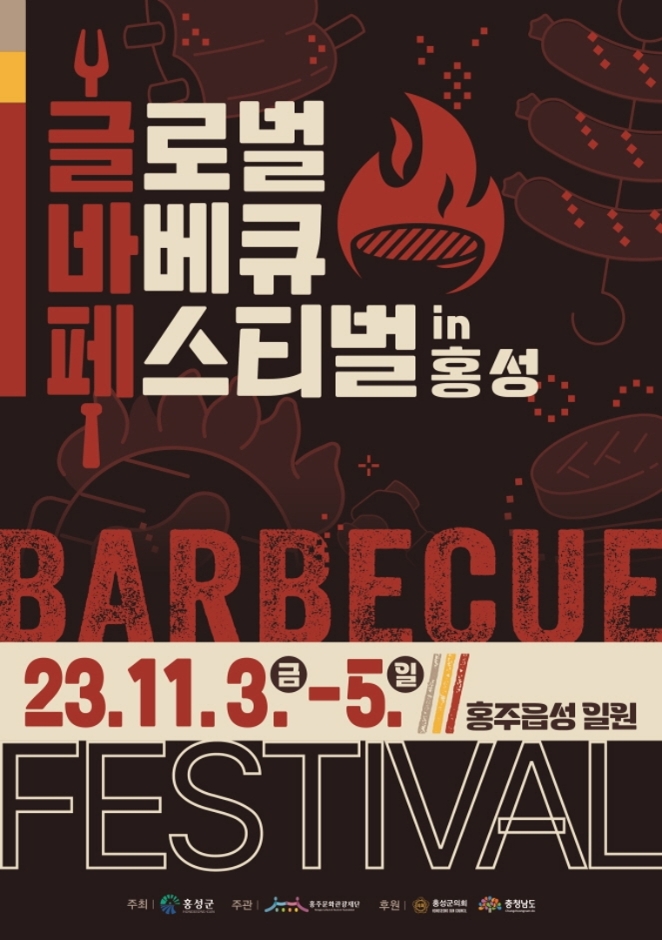 글로벌
바베큐
페스티벌 in 홍성
BARBECUE
23.11.3.금-5.일 홍주읍성 일원
FESTIVAL
주최 홍성군 주관 홍주문화관광재단 후원 홍성군의회 충청남도